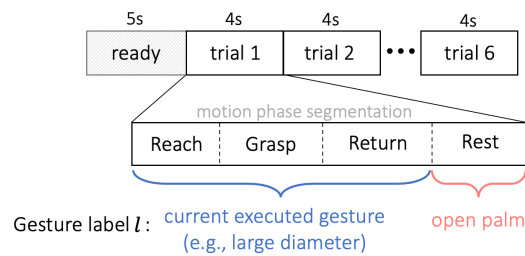 5s 4s 4s 4s
ready trial 1 trial 2 ••• trial 6
motion phase segmentation
Reach Grasp Return Rest
Gesture label l: current executed gesture open palm
(e.g., large diameter)